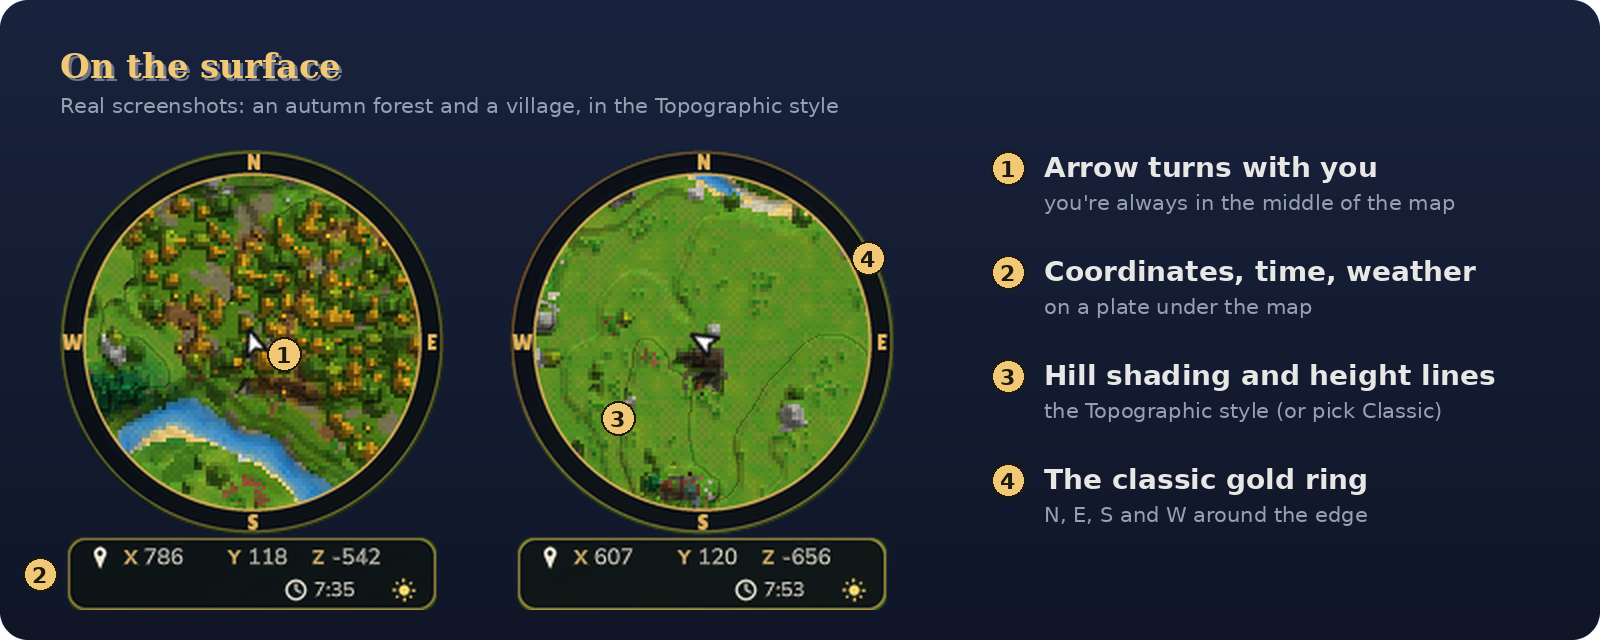 On the surface
Real screenshots: an autumn forest and a village, in the Topographic style
N
W
E
S
1
2
X 786 Y 118 Z -542
7:35
N
W
E
S
4
3
X 607 Y 120 Z -656
7:53
1 Arrow turns with you
you're always in the middle of the map
2 Coordinates, time, weather
on a plate under the map
3 Hill shading and height lines
the Topographic style (or pick Classic)
4 The classic gold ring
N, E, S and W around the edge